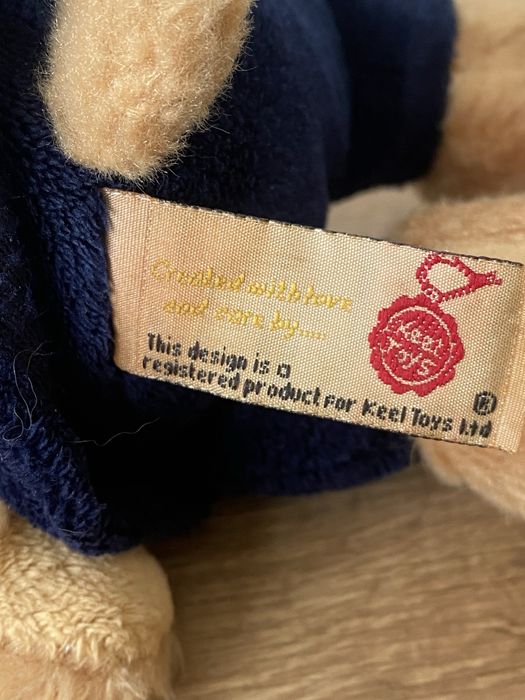 Created with love
and care by.....
Keel
Toys
This design is a
registered product for Keel Toys Ltd
®